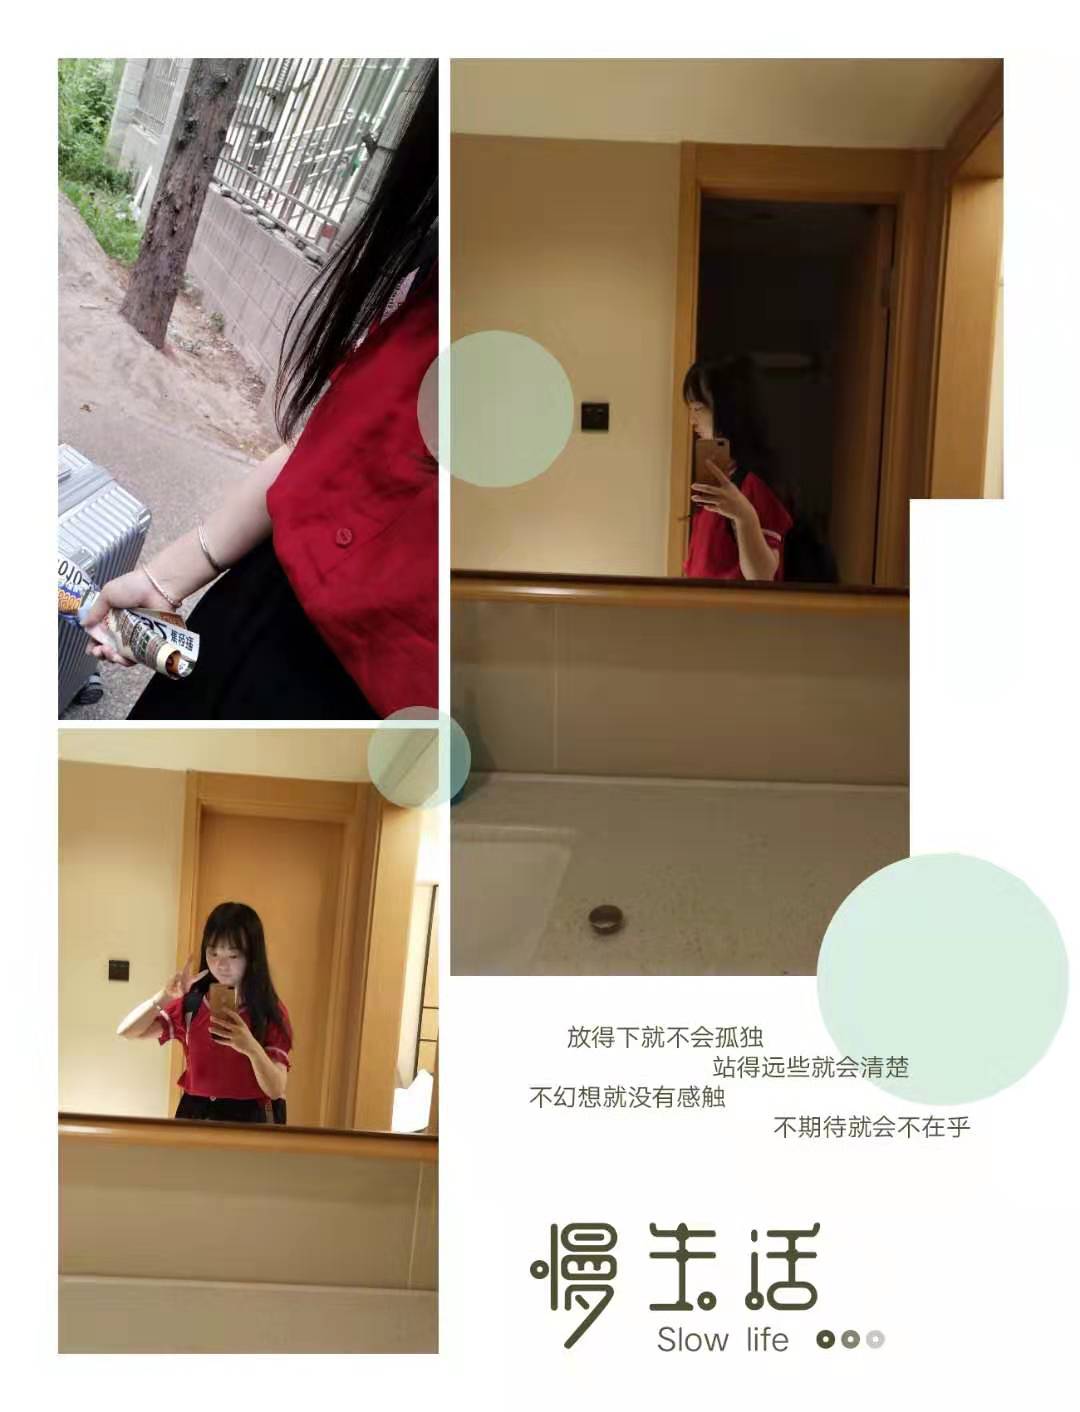 放得下就不会孤独
站得远些就会清楚
不幻想就没有感触
不期待就会不在乎
慢生活
Slow life